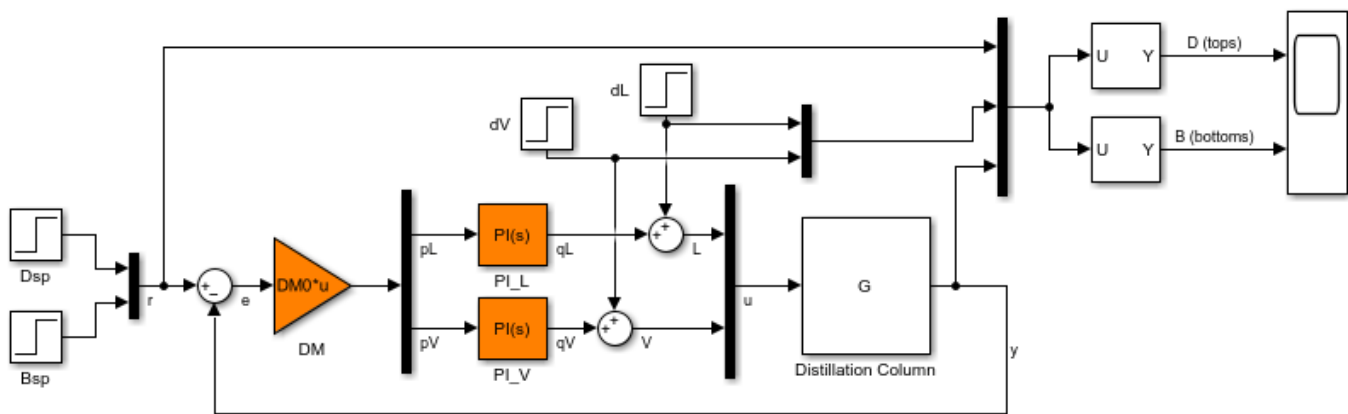 D (tops)
dL
U Y
dV
B (bottoms)
U Y
Dsp
PI(s)
+ +
pL
qL
L
PI_L
G
r
+
−
e
DM0*u
u
Bsp
DM
PI(s)
+ +
pV
qV
V
PI_V
Distillation Column
y